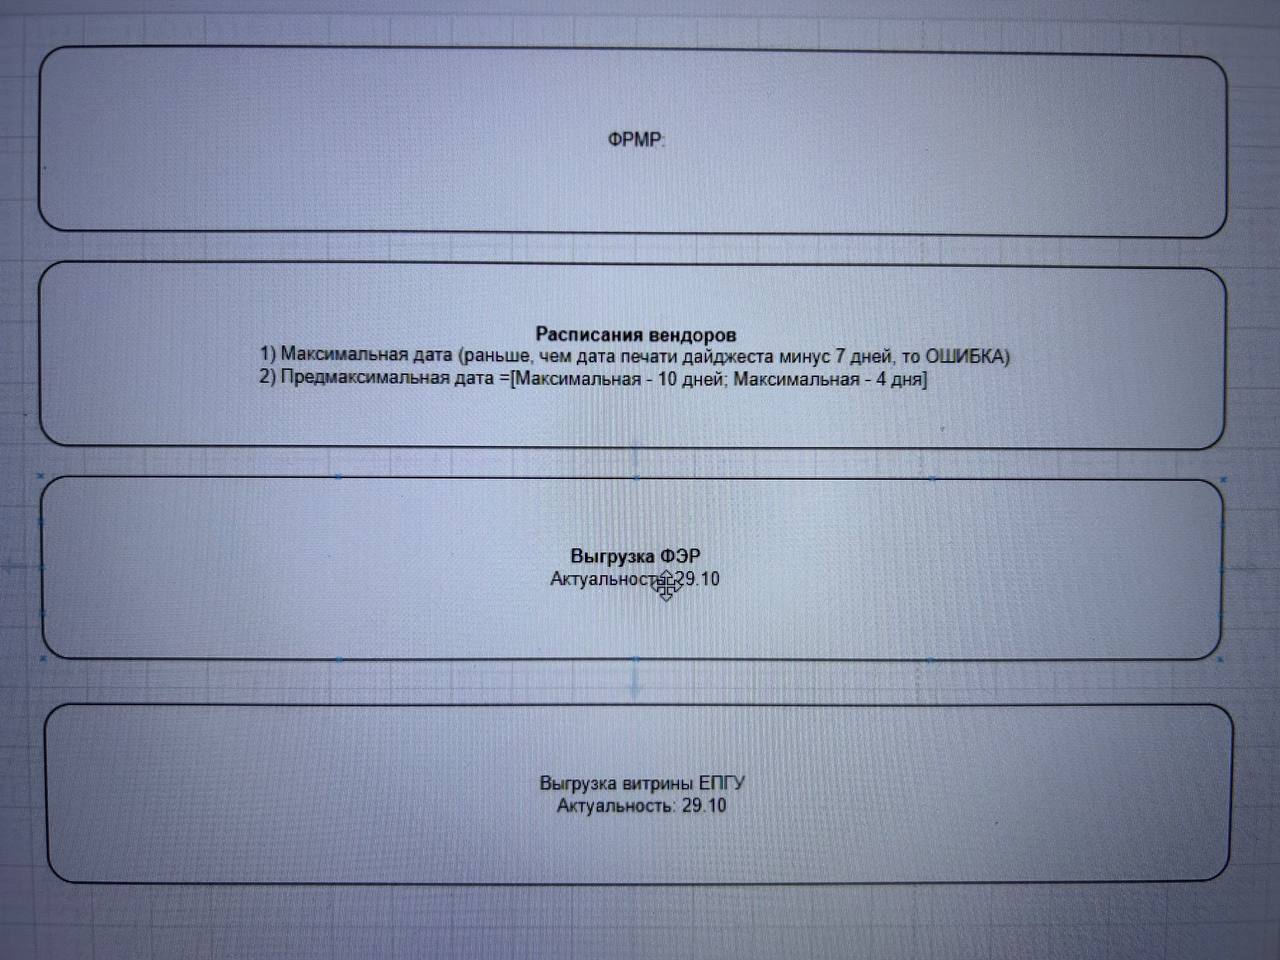 ФРМР:
Расписания вендоров
1) Максимальная дата (раньше, чем дата печати дайджеста минус 7 дней, то ОШИБКА)
2) Предмаксимальная дата =[Максимальная - 10 дней; Максимальная - 4 дня]
Выгрузка ФЭР
Актуальность: 29.10
Выгрузка витрины ЕПГУ
Актуальность: 29.10